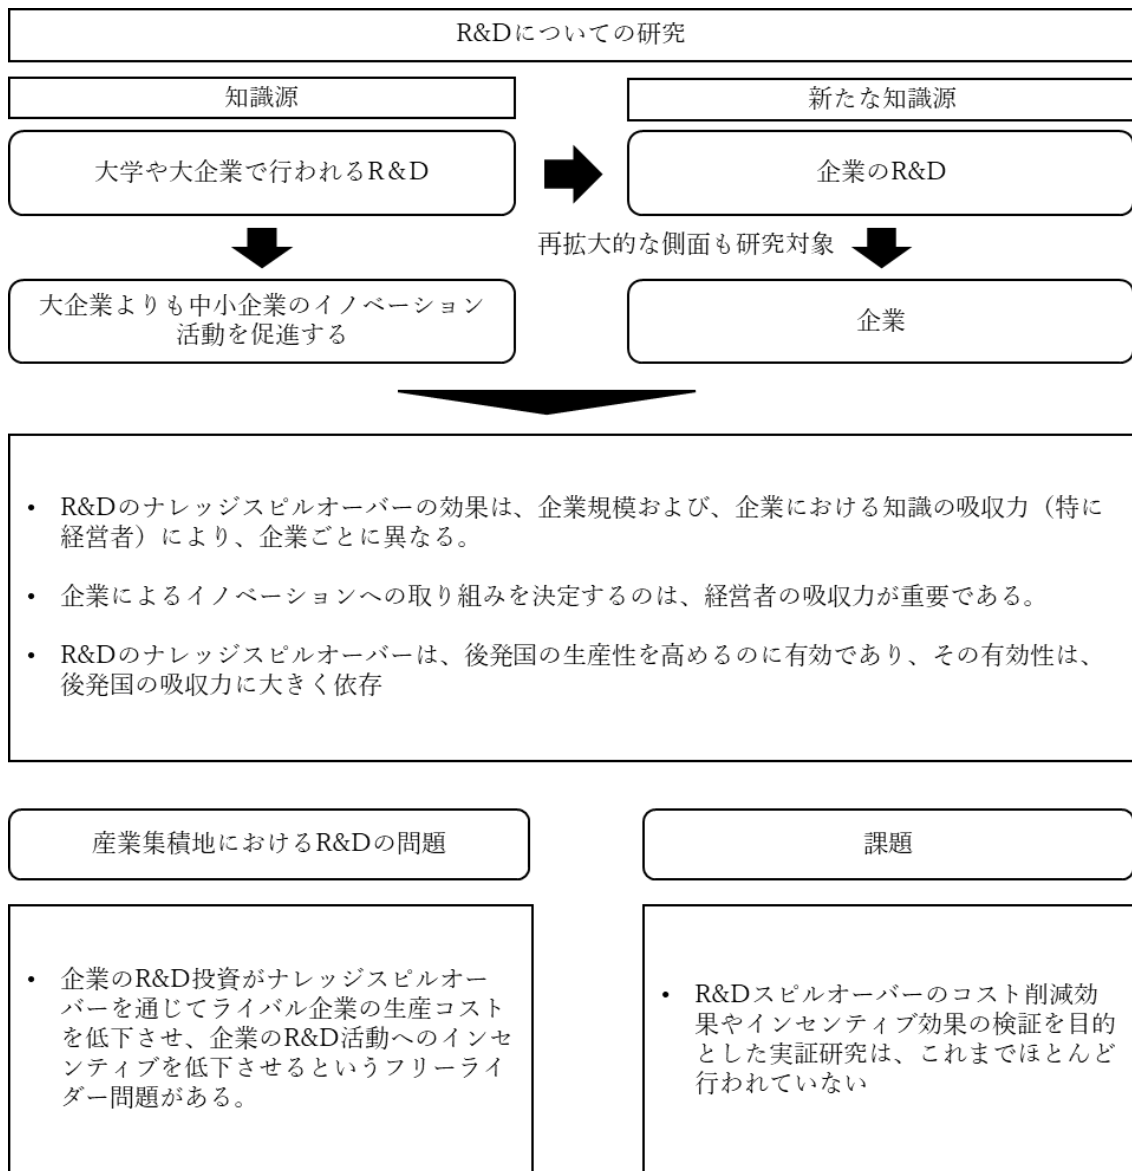 R&Dについての研究
知識源
新たな知識源
大学や大企業で行われるR＆D
企業のR&D
再拡大的な側面も研究対象
大企業よりも中小企業のイノベーション
活動を促進する
企業
• R&Dのナレッジスピルオーバーの効果は、企業規模および、企業における知識の吸収力（特に
経営者）により、企業ごとに異なる。
• 企業によるイノベーションへの取り組みを決定するのは、経営者の吸収力が重要である。
• R&Dのナレッジスピルオーバーは、後発国の生産性を高めるのに有効であり、その有効性は、
後発国の吸収力に大きく依存
産業集積地におけるR&Dの問題
課題
• 企業のR&D投資がナレッジスピルオー
バーを通じてライバル企業の生産コスト
を低下させ、企業のR&D活動へのインセ
ンティブを低下させるというフリーライ
ダー問題がある。
• R&Dスピルオーバーのコスト削減効
果やインセンティブ効果の検証を目的
とした実証研究は、これまでほとんど
行われていない